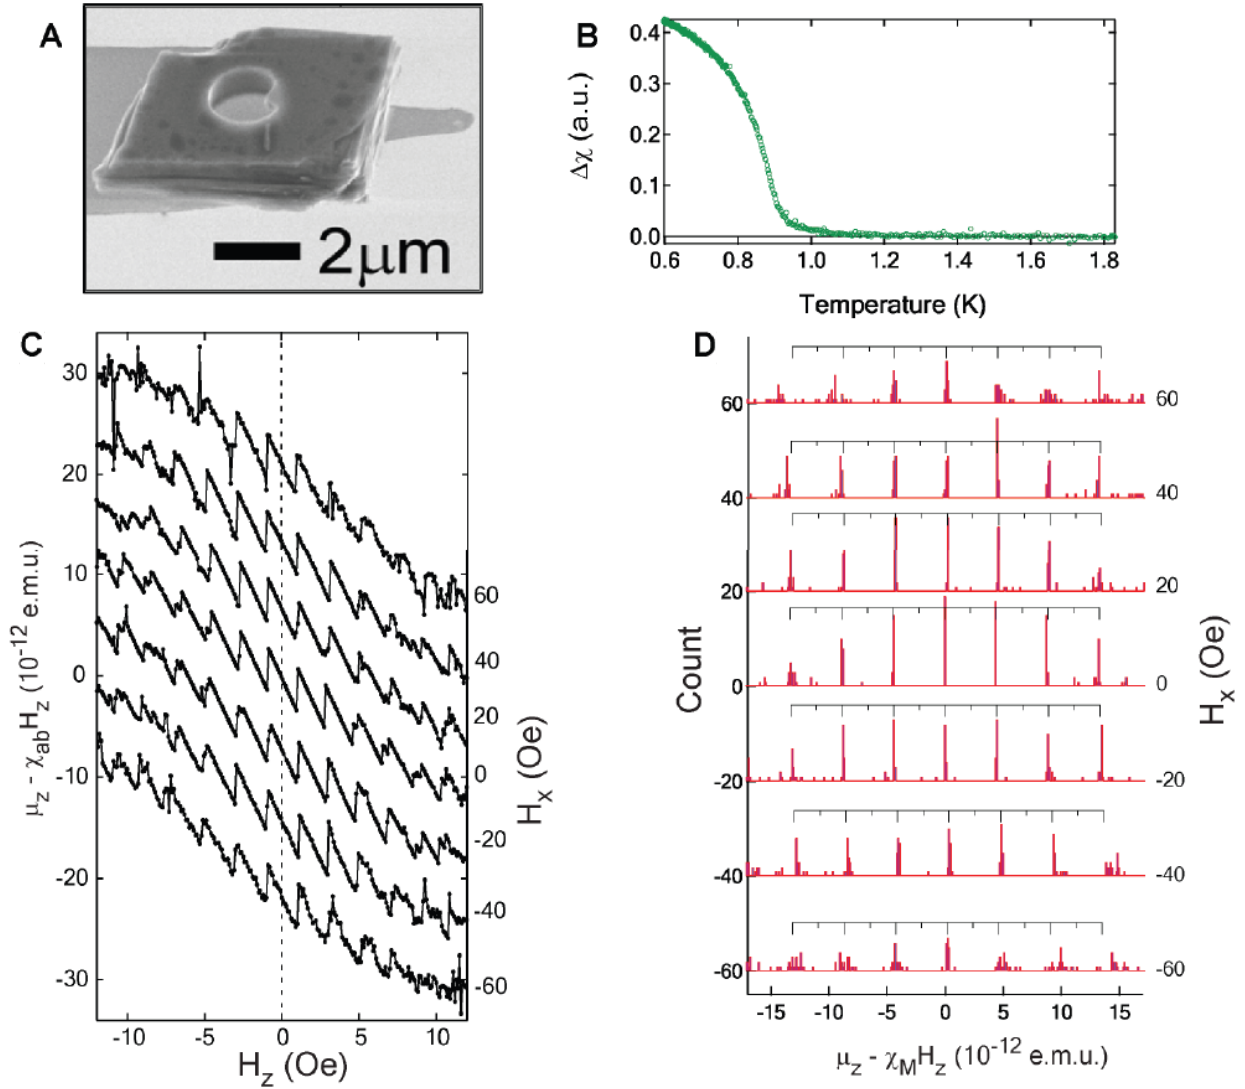 A
2μm
B
Δχ (a.u.)
0.4
0.3
0.2
0.1
0.0
0.6 0.8 1.0 1.2 1.4 1.6 1.8
Temperature (K)
C
μz - χabHz (10-12 e.m.u.)
30
20
10
0
-10
-20
-30
60
40
20
0
-20
-40
-60
Hx (Oe)
-10 -5 0 5 10
Hz (Oe)
D
Count
60
40
20
0
-20
-40
-60
60
40
20
0
-20
-40
-60
Hx (Oe)
-15 -10 -5 0 5 10 15
μz - χMHz (10-12 e.m.u.)